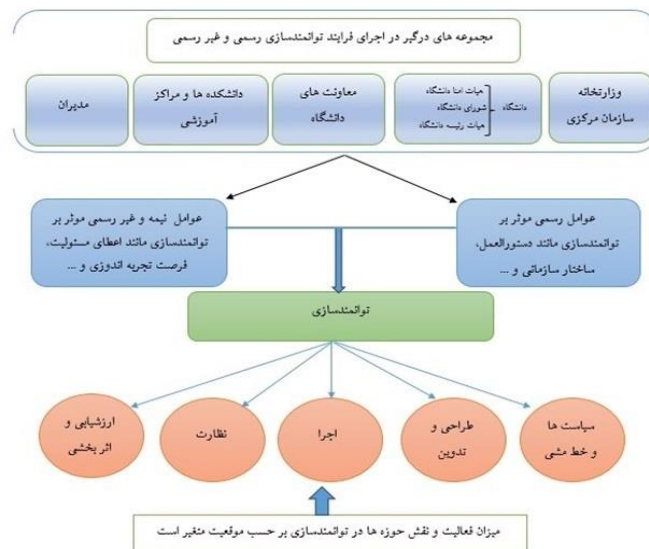 مجموعه های درگیر در اجرای فرایند توانمندسازی رسمی و غیر رسمی
وزارتخانه
سازمان مرکزی
دانشگاه
هیات امنا دانشگاه
شورای دانشگاه
هیات رئیسه دانشگاه
معاونت های
دانشگاه
دانشکده ها و مراکز
آموزشی
مدیران
عوامل رسمی موثر بر
توانمندسازی مانند دستورالعمل،
ساختار سازمانی و ...
عوامل نیمه و غیر رسمی موثر بر
توانمندسازی مانند اعطای مسئولیت،
فرصت تجربه اندوزی و ...
توانمندسازی
سیاست ها
و خط مشی
طراحی و
تدوین
اجرا
نظارت
ارزشیابی و
اثر بخشی
میزان فعالیت و نقش حوزه ها در توانمندسازی بر حسب موقعیت متغیر است